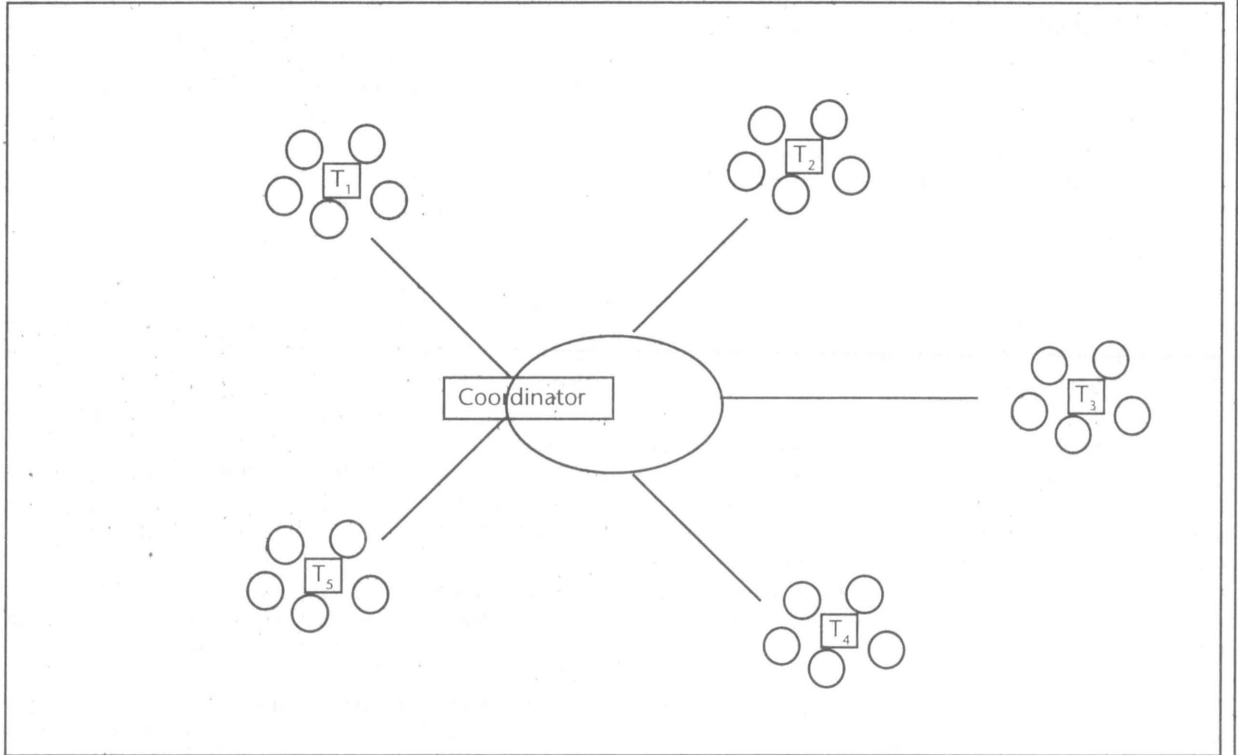 T₁
T₂
Coordinator
T₃
T₅
T₄